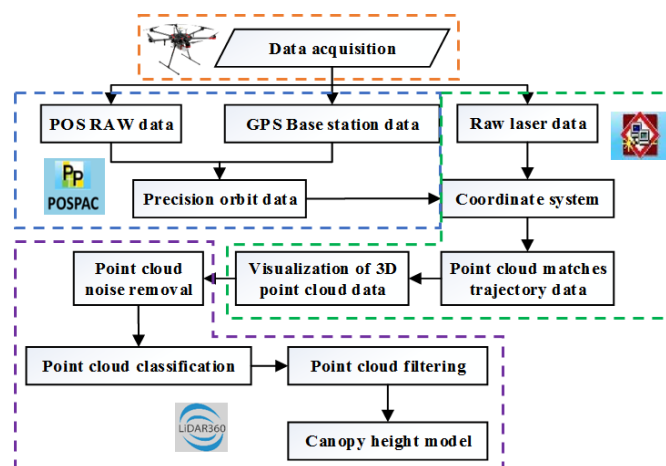 Data acquisition
POS RAW data
GPS Base station data
Raw laser data
PP
POSPAC
Precision orbit data
Coordinate system
Point cloud
noise removal
Visualization of 3D
point cloud data
Point cloud matches
trajectory data
Point cloud classification
Point cloud filtering
LiDAR360
Canopy height model